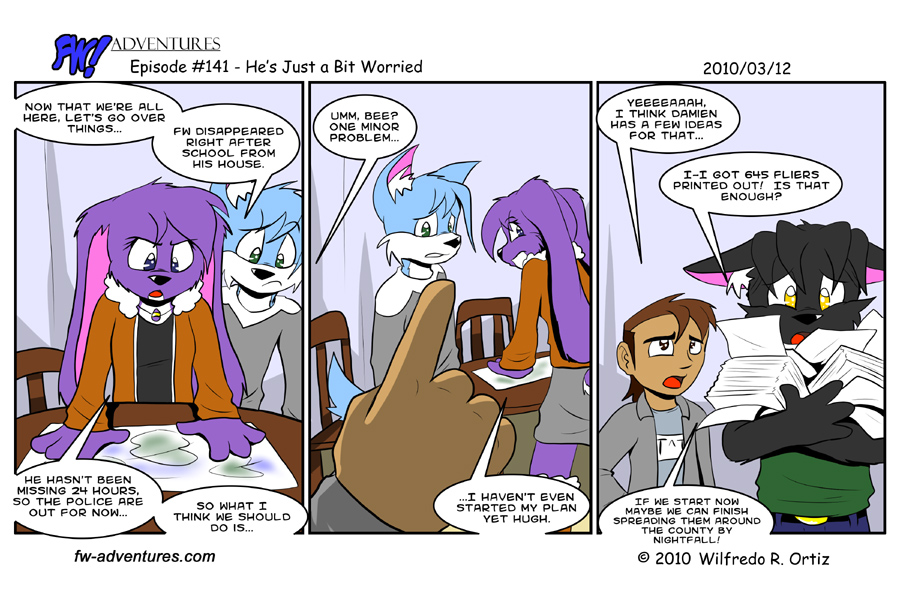 FW! ADVENTURES
Episode #141 - He's Just a Bit Worried
2010/03/12
NOW THAT WE'RE ALL
HERE, LET'S GO OVER
THINGS...
FW DISAPPEARED
RIGHT AFTER
SCHOOL FROM
HIS HOUSE.
HE HASN'T BEEN
MISSING 24 HOURS,
SO THE POLICE ARE
OUT FOR NOW...
SO WHAT I
THINK WE SHOULD
DO IS...
UMM, BEE?
ONE MINOR
PROBLEM...
...I HAVEN'T EVEN
STARTED MY PLAN
YET HUGH.
YEEEEAAAH,
I THINK DAMIEN
HAS A FEW IDEAS
FOR THAT...
I-I GOT 645 FLIERS
PRINTED OUT! IS THAT
ENOUGH?
TAT
IF WE START NOW
MAYBE WE CAN FINISH
SPREADING THEM AROUND
THE COUNTY BY
NIGHTFALL!
fw-adventures.com
© 2010 Wilfredo R. Ortiz